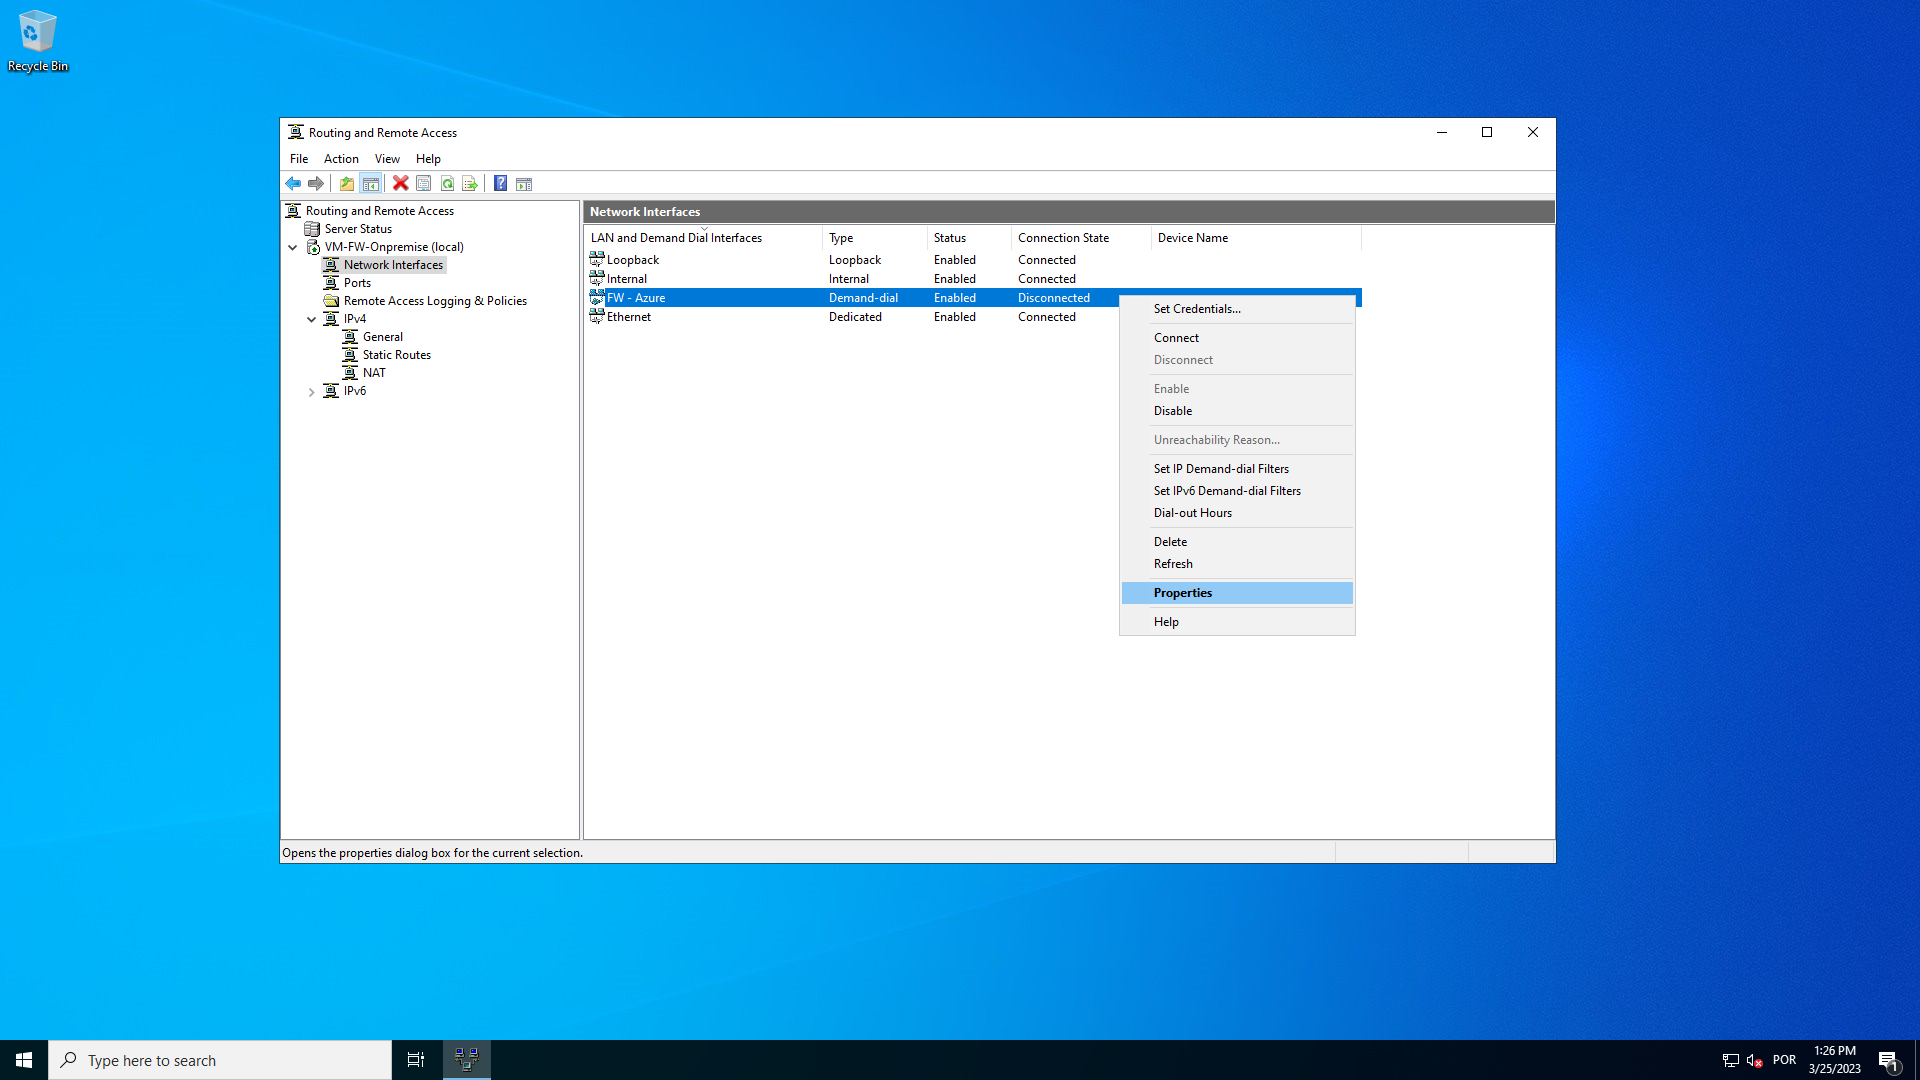 Recycle Bin
Routing and Remote Access
File Action View Help
Routing and Remote Access
Server Status
VM-FW-Onpremise (local)
Network Interfaces
Ports
Remote Access Logging & Policies
IPv4
General
Static Routes
NAT
IPv6
Network Interfaces
LAN and Demand Dial Interfaces Type Status Connection State Device Name
Loopback Loopback Enabled Connected
Internal Internal Enabled Connected
FW - Azure Demand-dial Enabled Disconnected
Ethernet Dedicated Enabled Connected
Set Credentials...
Connect
Disconnect
Enable
Disable
Unreachability Reason...
Set IP Demand-dial Filters
Set IPv6 Demand-dial Filters
Dial-out Hours
Delete
Refresh
Properties
Help
Opens the properties dialog box for the current selection.
Type here to search
POR
1:26 PM
3/25/2023
1